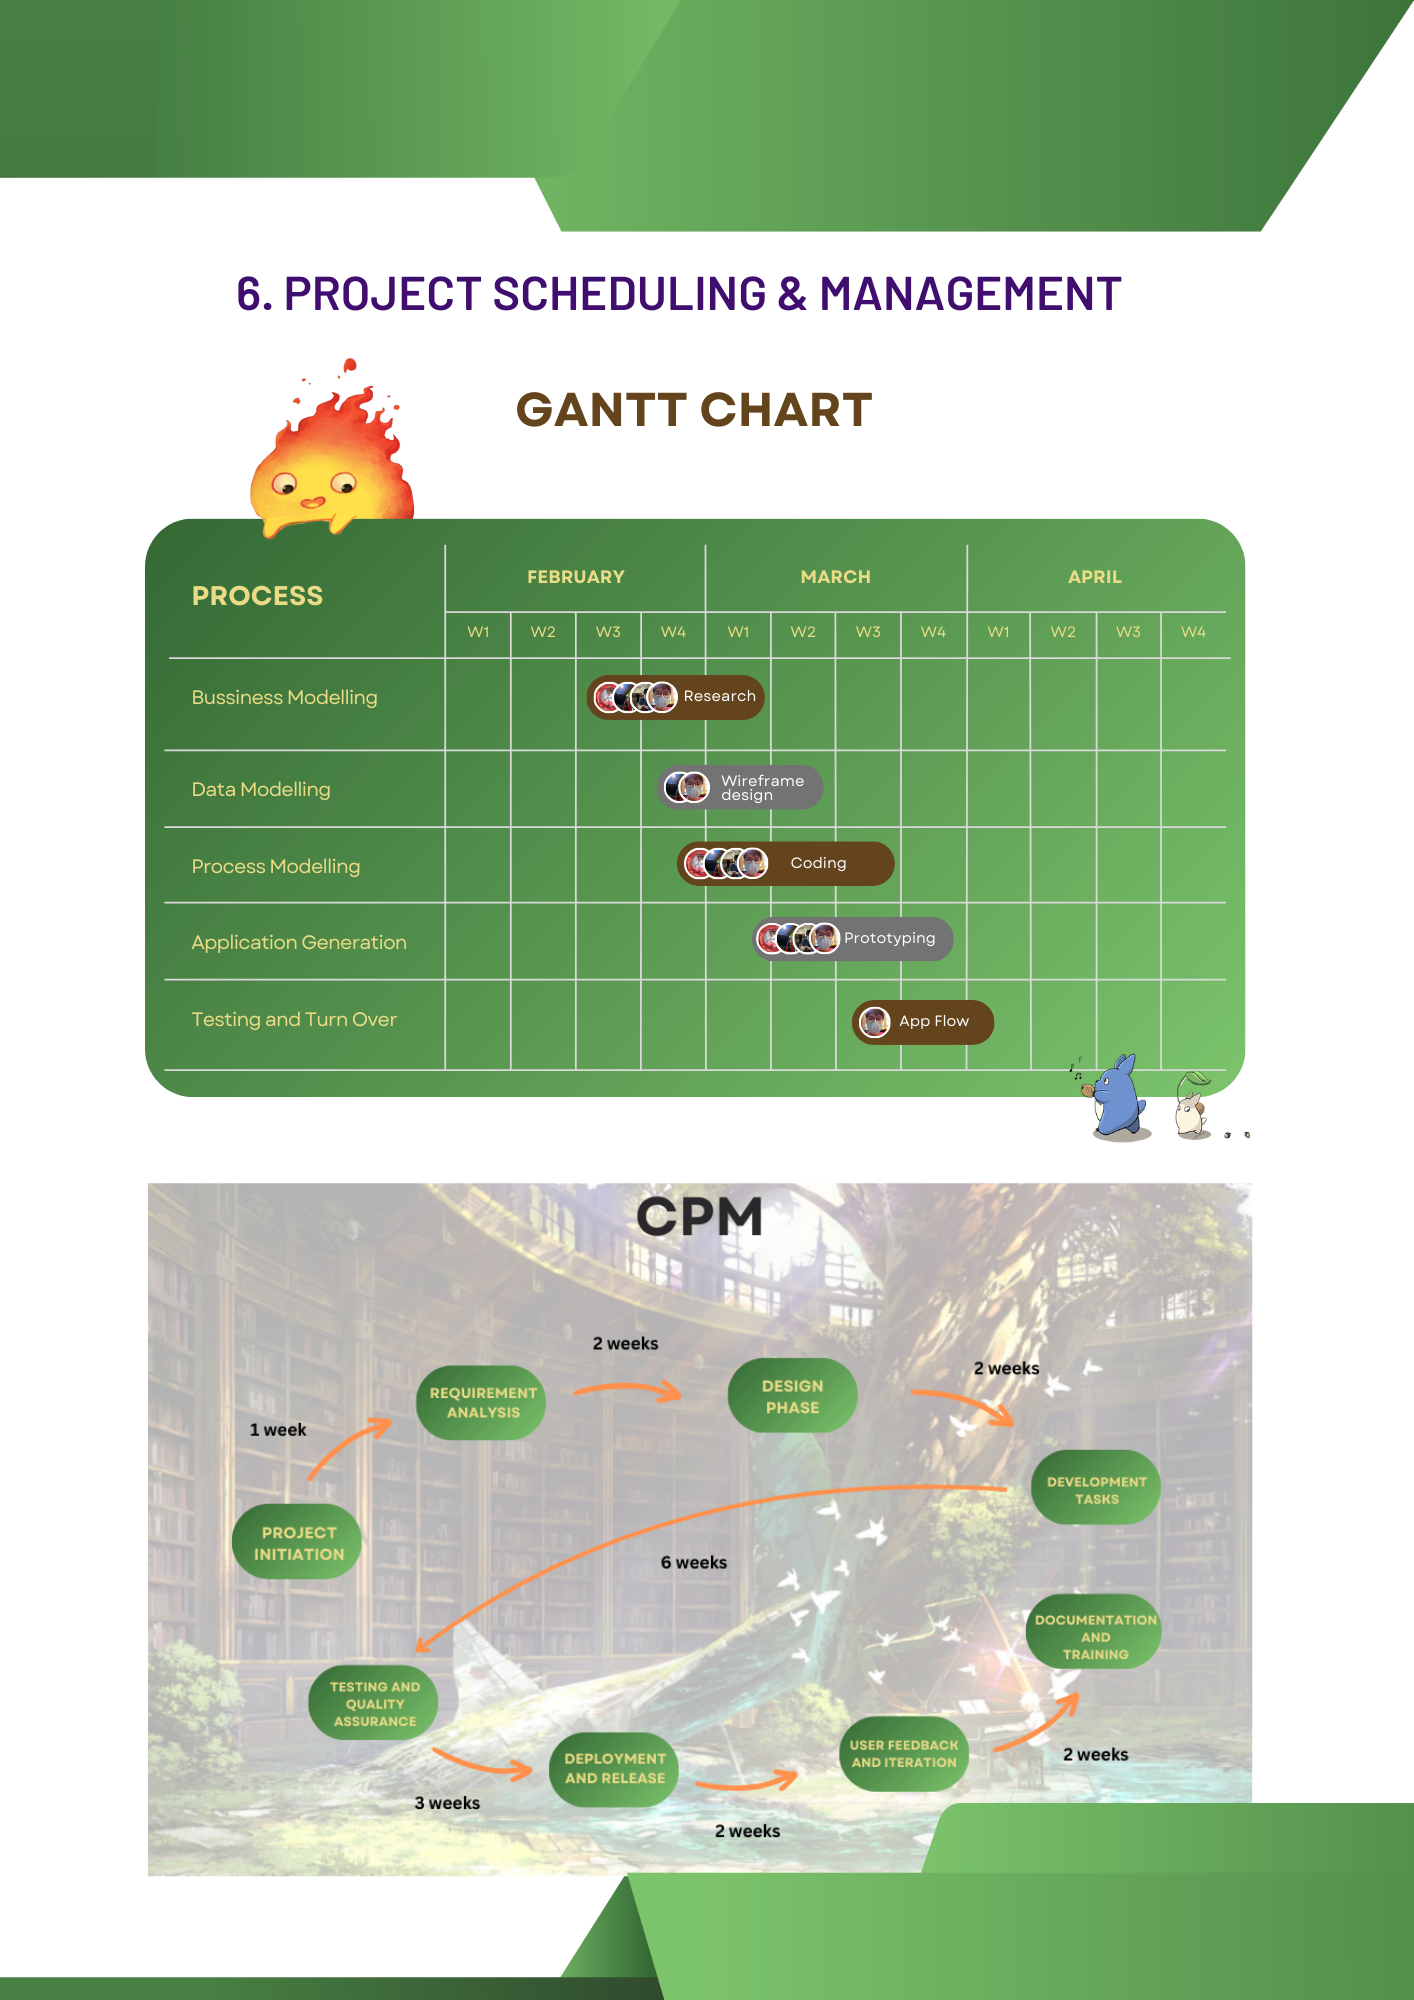 6. PROJECT SCHEDULING & MANAGEMENT
GANTT CHART
PROCESS
FEBRUARY
MARCH
APRIL
W1 W2 W3 W4 W1 W2 W3 W4 W1 W2 W3 W4
Bussiness Modelling
Research
Data Modelling
Wireframe
design
Process Modelling
Coding
Application Generation
Prototyping
Testing and Turn Over
App Flow
CPM
2 weeks
2 weeks
1 week
REQUIREMENT
ANALYSIS
DESIGN
PHASE
DEVELOPMENT
TASKS
PROJECT
INITIATION
6 weeks
DOCUMENTATION
AND
TRAINING
TESTING AND
QUALITY
ASSURANCE
DEPLOYMENT
AND RELEASE
USER FEEDBACK
AND ITERATION
2 weeks
3 weeks
2 weeks